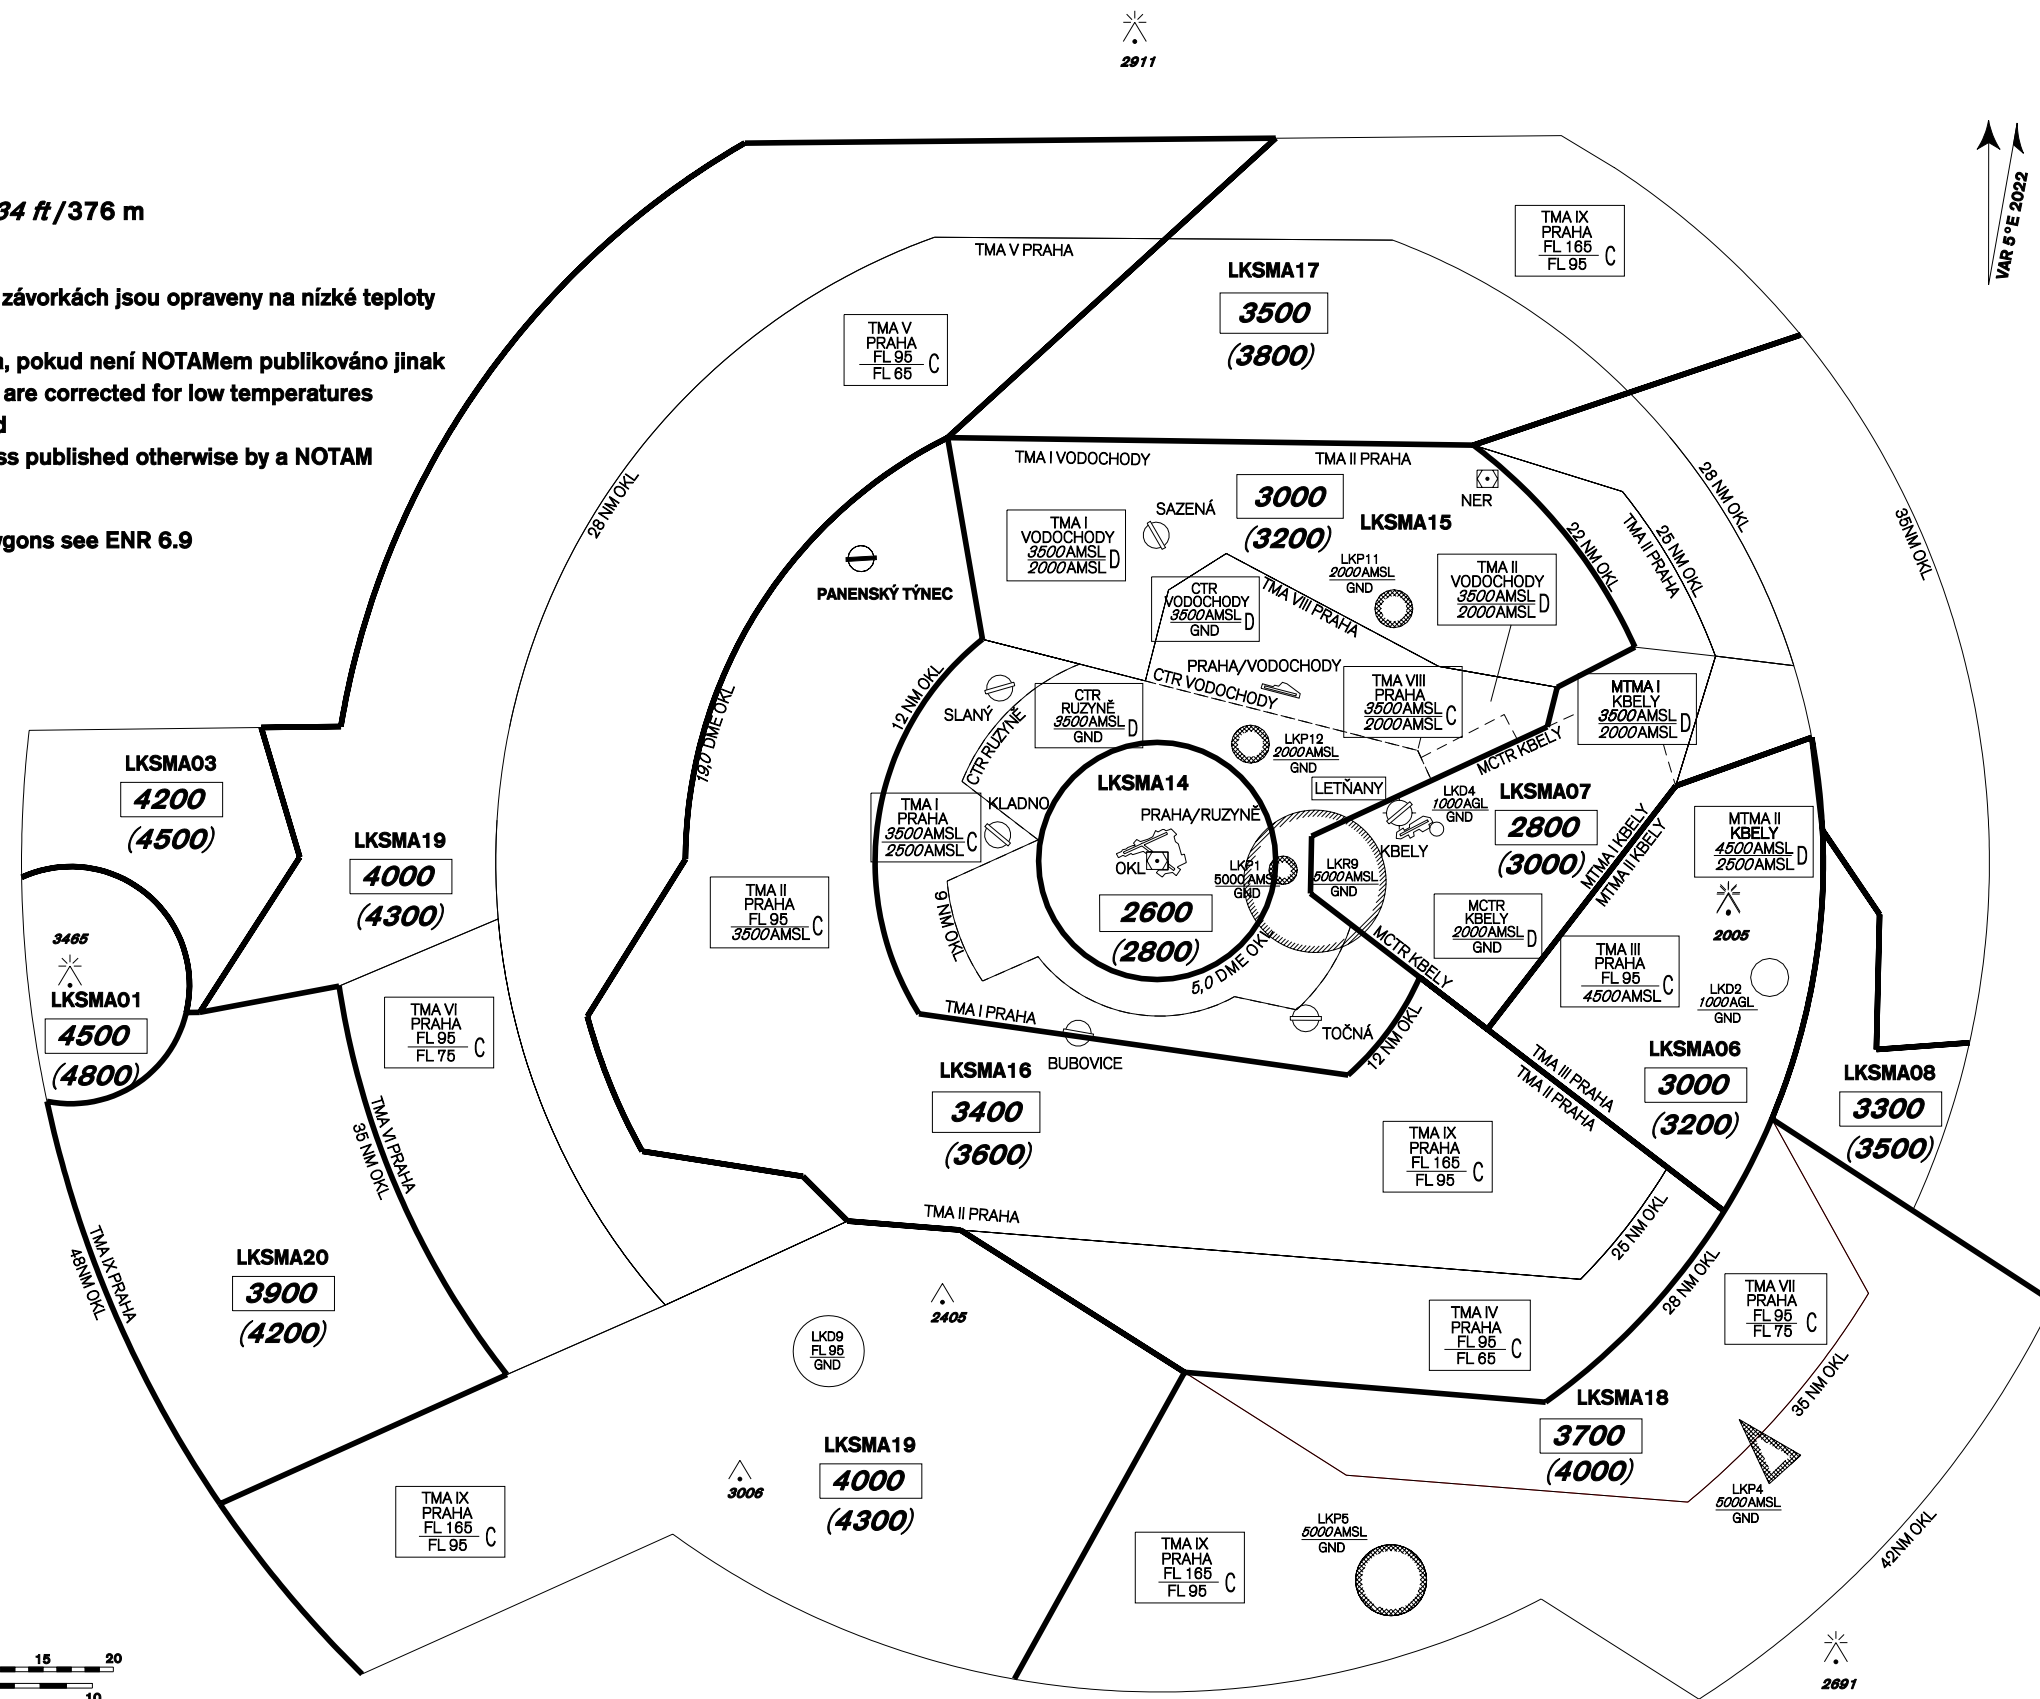 2911
34 ft/376 m
VAR 5°E 2022
závorkách jsou opraveny na nízké teploty
, pokud není NOTAMem publikováno jinak
are corrected for low temperatures
ss published otherwise by a NOTAM
ygons see ENR 6.9
TMA IX
PRAHA
FL 165
FL 95
C
TMA V PRAHA
LKSMA17
3500
(3800)
TMA V
PRAHA
FL 95
FL 65
C
28 NM OKL
TMA I VODOCHODY
TMA II PRAHA
3000
(3200)
LKSMA15
NER
SAZENÁ
TMA I
VODOCHODY
3500AMSL
2000AMSL
D
28 NM OKL
25 NM OKL
TMA II PRAHA
22 NM OKL
35NM OKL
PANENSKÝ TÝNEC
LKP11
2000AMSL
GND
TMA II
VODOCHODY
3500AMSL
2000AMSL
D
CTR
VODOCHODY
3500AMSL
GND
D
TMA VIII PRAHA
PRAHA/VODOCHODY
CTR VODOCHODY
TMA VIII
PRAHA
3500AMSL
2000AMSL
C
MTMA I
KBELY
3500AMSL
2000AMSL
D
12 NM OKL
SLANÝ
CTR RUZYNĚ
CTR
RUZYNĚ
3500AMSL
GND
D
19,0 DME OKL
LKP12
2000AMSL
GND
MCTR KBELY
LKSMA03
4200
(4500)
LKSMA14
LETŇANY
LKD4
1000AGL
GND
LKSMA07
2800
(3000)
TMA I
PRAHA
3500AMSL
2500AMSL
C
KLADNO
PRAHA/RUZYNĚ
OKL
KBELY
MTMA I KBELY
MTMA II KBELY
MTMA II
KBELY
4500AMSL
2500AMSL
D
LKSMA19
4000
(4300)
LKP1
5000AMSL
GND
LKR9
5000AMSL
GND
TMA II
PRAHA
FL 95
3500AMSL
C
9 NM OKL
2600
(2800)
5,0 DME OKL
MCTR KBELY
MCTR
KBELY
2000AMSL
GND
D
2005
3465
LKSMA01
4500
(4800)
TMA III
PRAHA
FL 95
4500AMSL
C
LKD2
1000AGL
GND
TMA VI
PRAHA
FL 95
FL 75
C
TMA I PRAHA
BUBOVICE
TOČNÁ
12 NM OKL
LKSMA16
3400
(3600)
TMA III PRAHA
TMA II PRAHA
LKSMA06
3000
(3200)
LKSMA08
3300
(3500)
TMA VI PRAHA
35 NM OKL
TMA IX
PRAHA
FL 165
FL 95
C
TMA II PRAHA
25 NM OKL
TMA IX PRAHA
48NM OKL
LKSMA20
3900
(4200)
28 NM OKL
2405
LKD9
FL 95
GND
TMA IV
PRAHA
FL 95
FL 65
C
TMA VII
PRAHA
FL 95
FL 75
C
35 NM OKL
LKSMA18
3700
(4000)
LKSMA19
4000
(4300)
3006
TMA IX
PRAHA
FL 165
FL 95
C
LKP4
5000AMSL
GND
LKP5
5000AMSL
GND
TMA IX
PRAHA
FL 165
FL 95
C
42NM OKL
2691
15 20
10